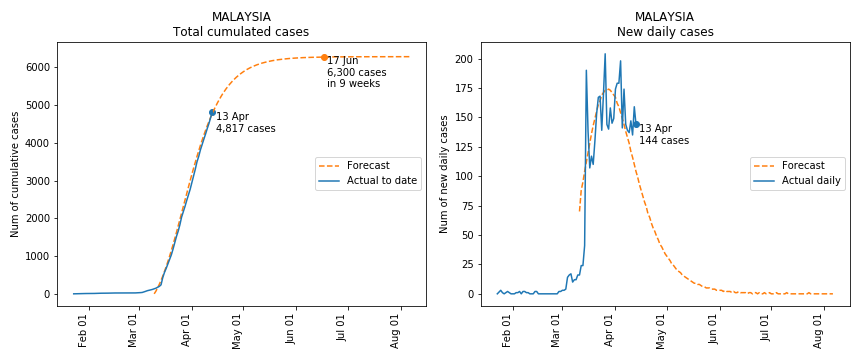 MALAYSIA
Total cumulated cases
Num of cumulative cases
6000
5000
4000
3000
2000
1000
0
17 Jun
6,300 cases
in 9 weeks
13 Apr
4,817 cases
Forecast
Actual to date
Feb 01
Mar 01
Apr 01
May 01
Jun 01
Jul 01
Aug 01
MALAYSIA
New daily cases
Num of new daily cases
200
175
150
125
100
75
50
25
0
13 Apr
144 cases
Forecast
Actual daily
Feb 01
Mar 01
Apr 01
May 01
Jun 01
Jul 01
Aug 01